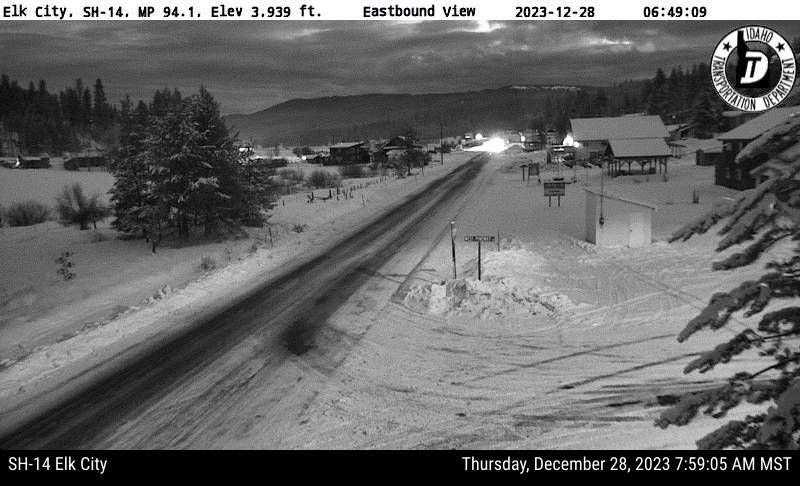 Elk City, SH-14, MP 94.1, Elev 3,939 ft. Eastbound View 2023-12-28 06:49:09
IDAHO
TRANSPORTATION DEPARTMENT
SH-14 Elk City Thursday, December 28, 2023 7:59:05 AM MST